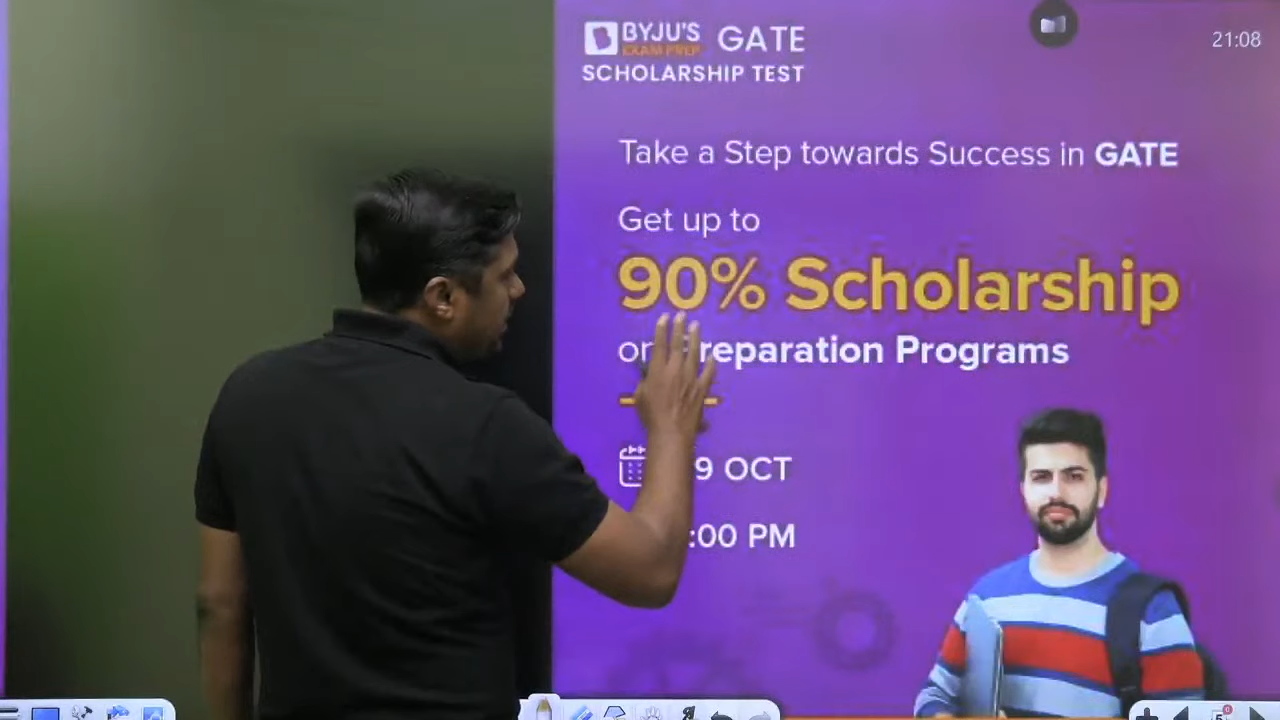 BYJU'S GATE
EXAM PREP
SCHOLARSHIP TEST
21:08
Take a Step towards Success in GATE
Get up to
90% Scholarship
Preparation Programs
9 OCT
:00 PM